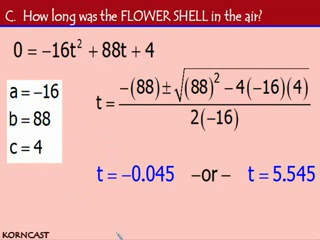 C. How long was the FLOWER SHELL in the air?
0 = −16t² + 88t + 4
a = −16
b = 88
c = 4
t = (−(88) ± √((88)² − 4(−16)(4))) / (2(−16))
t = −0.045 −or − t = 5.545
KORNCAST